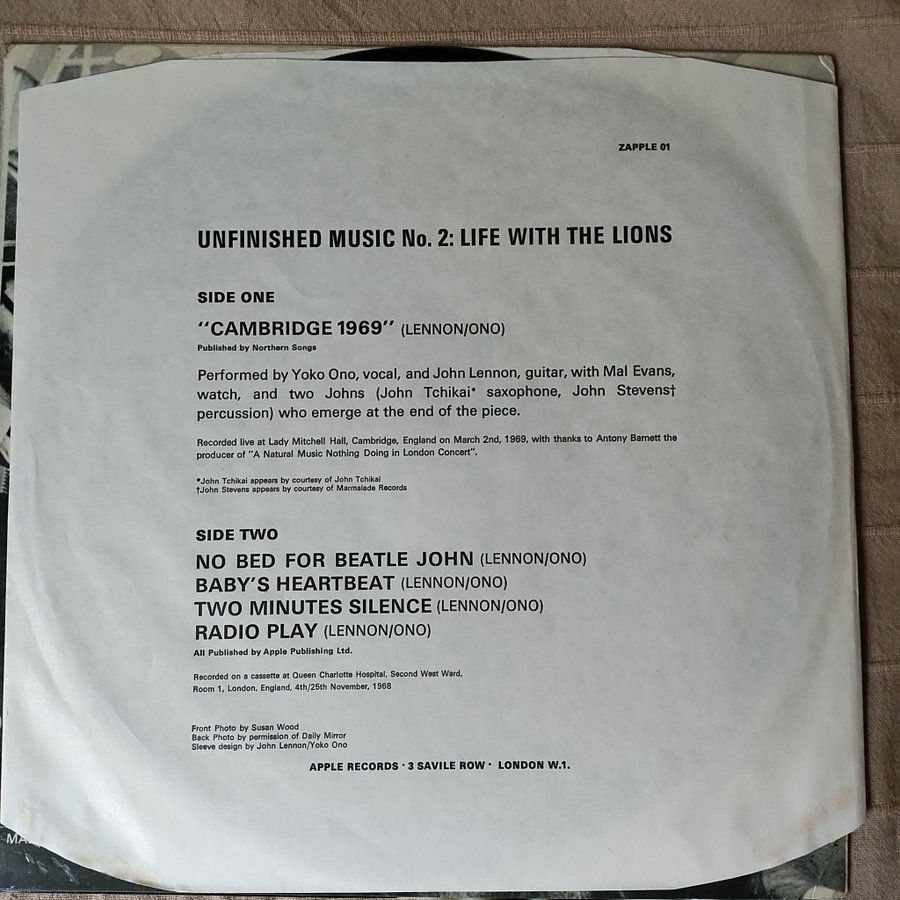 ZAPPLE 01
UNFINISHED MUSIC No. 2: LIFE WITH THE LIONS
SIDE ONE
"CAMBRIDGE 1969" (LENNON/ONO)
Published by Northern Songs
Performed by Yoko Ono, vocal, and John Lennon, guitar, with Mal Evans,
watch, and two Johns (John Tchikai* saxophone, John Stevens†
percussion) who emerge at the end of the piece.
Recorded live at Lady Mitchell Hall, Cambridge, England on March 2nd, 1969, with thanks to Antony Barnett the
producer of "A Natural Music Nothing Doing in London Concert".
*John Tchikai appears by courtesy of John Tchikai
†John Stevens appears by courtesy of Marmalade Records
SIDE TWO
NO BED FOR BEATLE JOHN (LENNON/ONO)
BABY'S HEARTBEAT (LENNON/ONO)
TWO MINUTES SILENCE (LENNON/ONO)
RADIO PLAY (LENNON/ONO)
All Published by Apple Publishing Ltd.
Recorded on a cassette at Queen Charlotte Hospital, Second West Ward,
Room 1, London, England, 4th/25th November, 1968
Front Photo by Susan Wood
Back Photo by permission of Daily Mirror
Sleeve design by John Lennon/Yoko Ono
APPLE RECORDS · 3 SAVILE ROW · LONDON W.1.